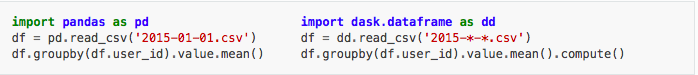 import pandas as pd
df = pd.read_csv('2015-01-01.csv')
df.groupby(df.user_id).value.mean()
import dask.dataframe as dd
df = dd.read_csv('2015-*-*.csv')
df.groupby(df.user_id).value.mean().compute()